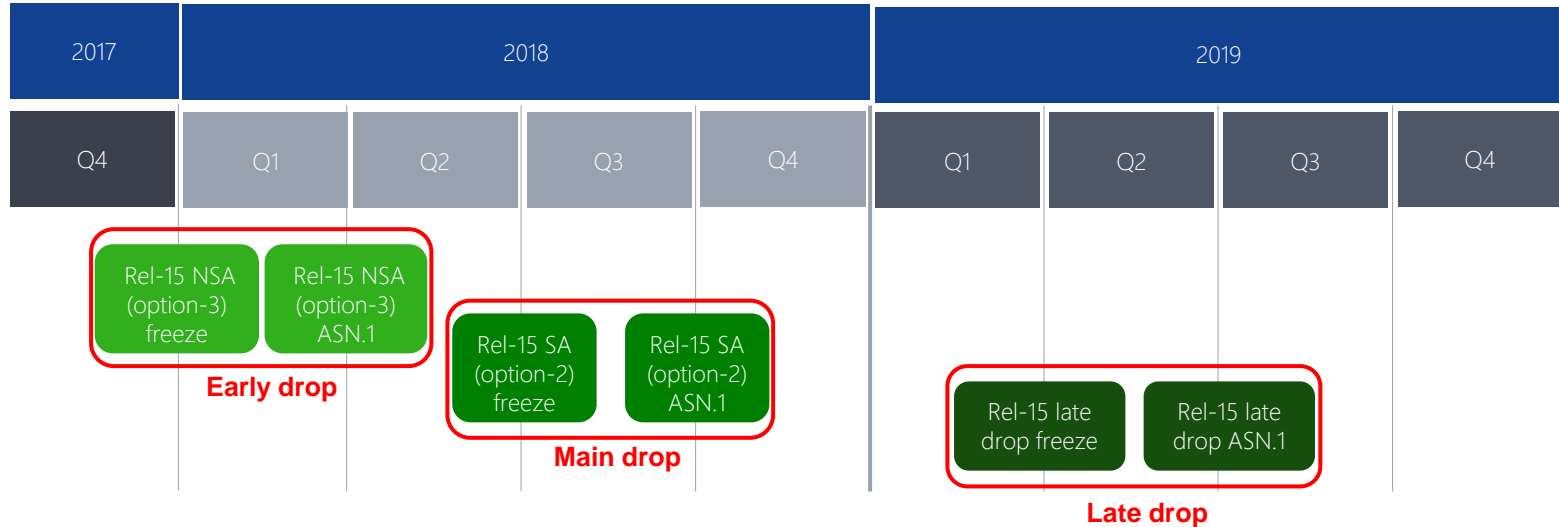 2017
2018
2019
Q4
Q1
Q2
Q3
Q4
Q1
Q2
Q3
Q4
Rel-15 NSA
(option-3)
freeze
Rel-15 NSA
(option-3)
ASN.1
Early drop
Rel-15 SA
(option-2)
freeze
Rel-15 SA
(option-2)
ASN.1
Main drop
Rel-15 late
drop freeze
Rel-15 late
drop ASN.1
Late drop